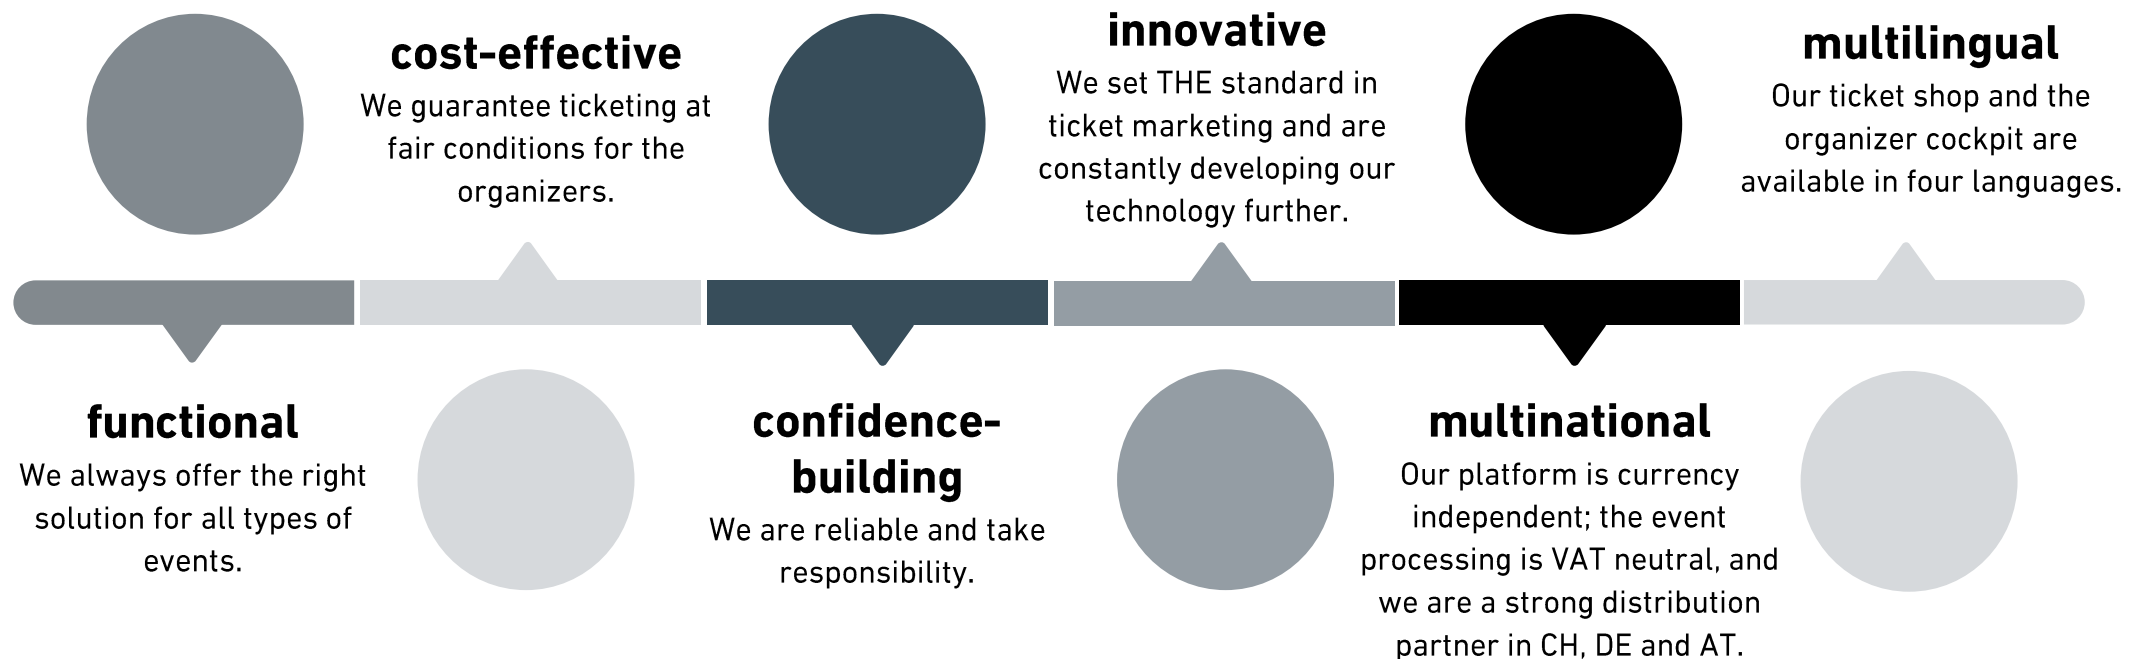 functional
We always offer the right
solution for all types of
events.
cost-effective
We guarantee ticketing at
fair conditions for the
organizers.
confidence-
building
We are reliable and take
responsibility.
innovative
We set THE standard in
ticket marketing and are
constantly developing our
technology further.
multinational
Our platform is currency
independent; the event
processing is VAT neutral, and
we are a strong distribution
partner in CH, DE and AT.
multilingual
Our ticket shop and the
organizer cockpit are
available in four languages.